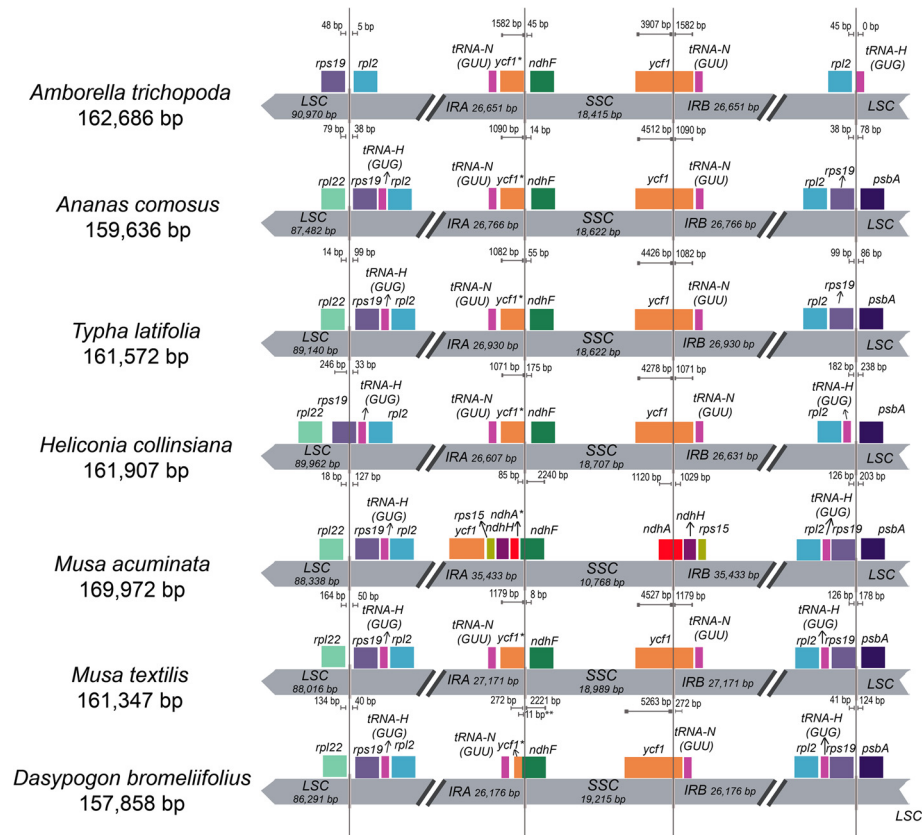 48 bp 5 bp 1582 bp 45 bp 3907 bp 1582 bp 45 bp 0 bp
rps19 rpl2 tRNA-N (GUU) ycf1* ndhF ycf1 tRNA-N (GUU) rpl2 tRNA-H (GUG)
Amborella trichopoda
162,686 bp
LSC 90,970 bp IRA 26,651 bp SSC 18,415 bp IRB 26,651 bp LSC
79 bp 38 bp 1090 bp 14 bp 4512 bp 1090 bp 38 bp 78 bp
rpl22 rps19 tRNA-H (GUG) rpl2 tRNA-N (GUU) ycf1* ndhF ycf1 tRNA-N (GUU) rpl2 rps19 psbA
Ananas comosus
159,636 bp
LSC 87,482 bp IRA 26,766 bp SSC 18,622 bp IRB 26,766 bp LSC
14 bp 99 bp 1082 bp 55 bp 4426 bp 1082 bp 99 bp 86 bp
rpl22 rps19 tRNA-H (GUG) rpl2 tRNA-N (GUU) ycf1* ndhF ycf1 tRNA-N (GUU) rpl2 rps19 psbA
Typha latifolia
161,572 bp
LSC 89,140 bp IRA 26,930 bp SSC 18,622 bp IRB 26,930 bp LSC
246 bp 33 bp 1071 bp 175 bp 4278 bp 1071 bp 182 bp 238 bp
rpl22 rps19 tRNA-H (GUG) rpl2 tRNA-N (GUU) ycf1* ndhF ycf1 tRNA-N (GUU) rpl2 tRNA-H (GUG) psbA
Heliconia collinsiana
161,907 bp
LSC 89,962 bp IRA 26,607 bp SSC 18,707 bp IRB 26,631 bp LSC
18 bp 127 bp 85 bp 2240 bp 1120 bp 1029 bp 126 bp 203 bp
rpl22 rps19 tRNA-H (GUG) rpl2 ycf1 rps15 ndhH ndhA* ndhF ndhA ndhH rps15 rpl2 tRNA-H (GUG) rps19 psbA
Musa acuminata
169,972 bp
LSC 88,338 bp IRA 35,433 bp SSC 10,768 bp IRB 35,433 bp LSC
164 bp 50 bp 1179 bp 8 bp 4527 bp 1179 bp 126 bp 178 bp
rpl22 rps19 tRNA-H (GUG) rpl2 tRNA-N (GUU) ycf1* ndhF ycf1 tRNA-N (GUU) rpl2 tRNA-H (GUG) rps19 psbA
Musa textilis
161,347 bp
LSC 88,016 bp IRA 27,171 bp SSC 18,989 bp IRB 27,171 bp LSC
134 bp 40 bp 272 bp 2221 bp 11 bp** 5263 bp 272 bp 41 bp 124 bp
rpl22 rps19 tRNA-H (GUG) rpl2 tRNA-N (GUU) ycf1* ndhF ycf1 tRNA-N (GUU) rpl2 tRNA-H (GUG) rps19 psbA
Dasypogon bromeliifolius
157,858 bp
LSC 86,291 bp IRA 26,176 bp SSC 19,215 bp IRB 26,176 bp
LSC